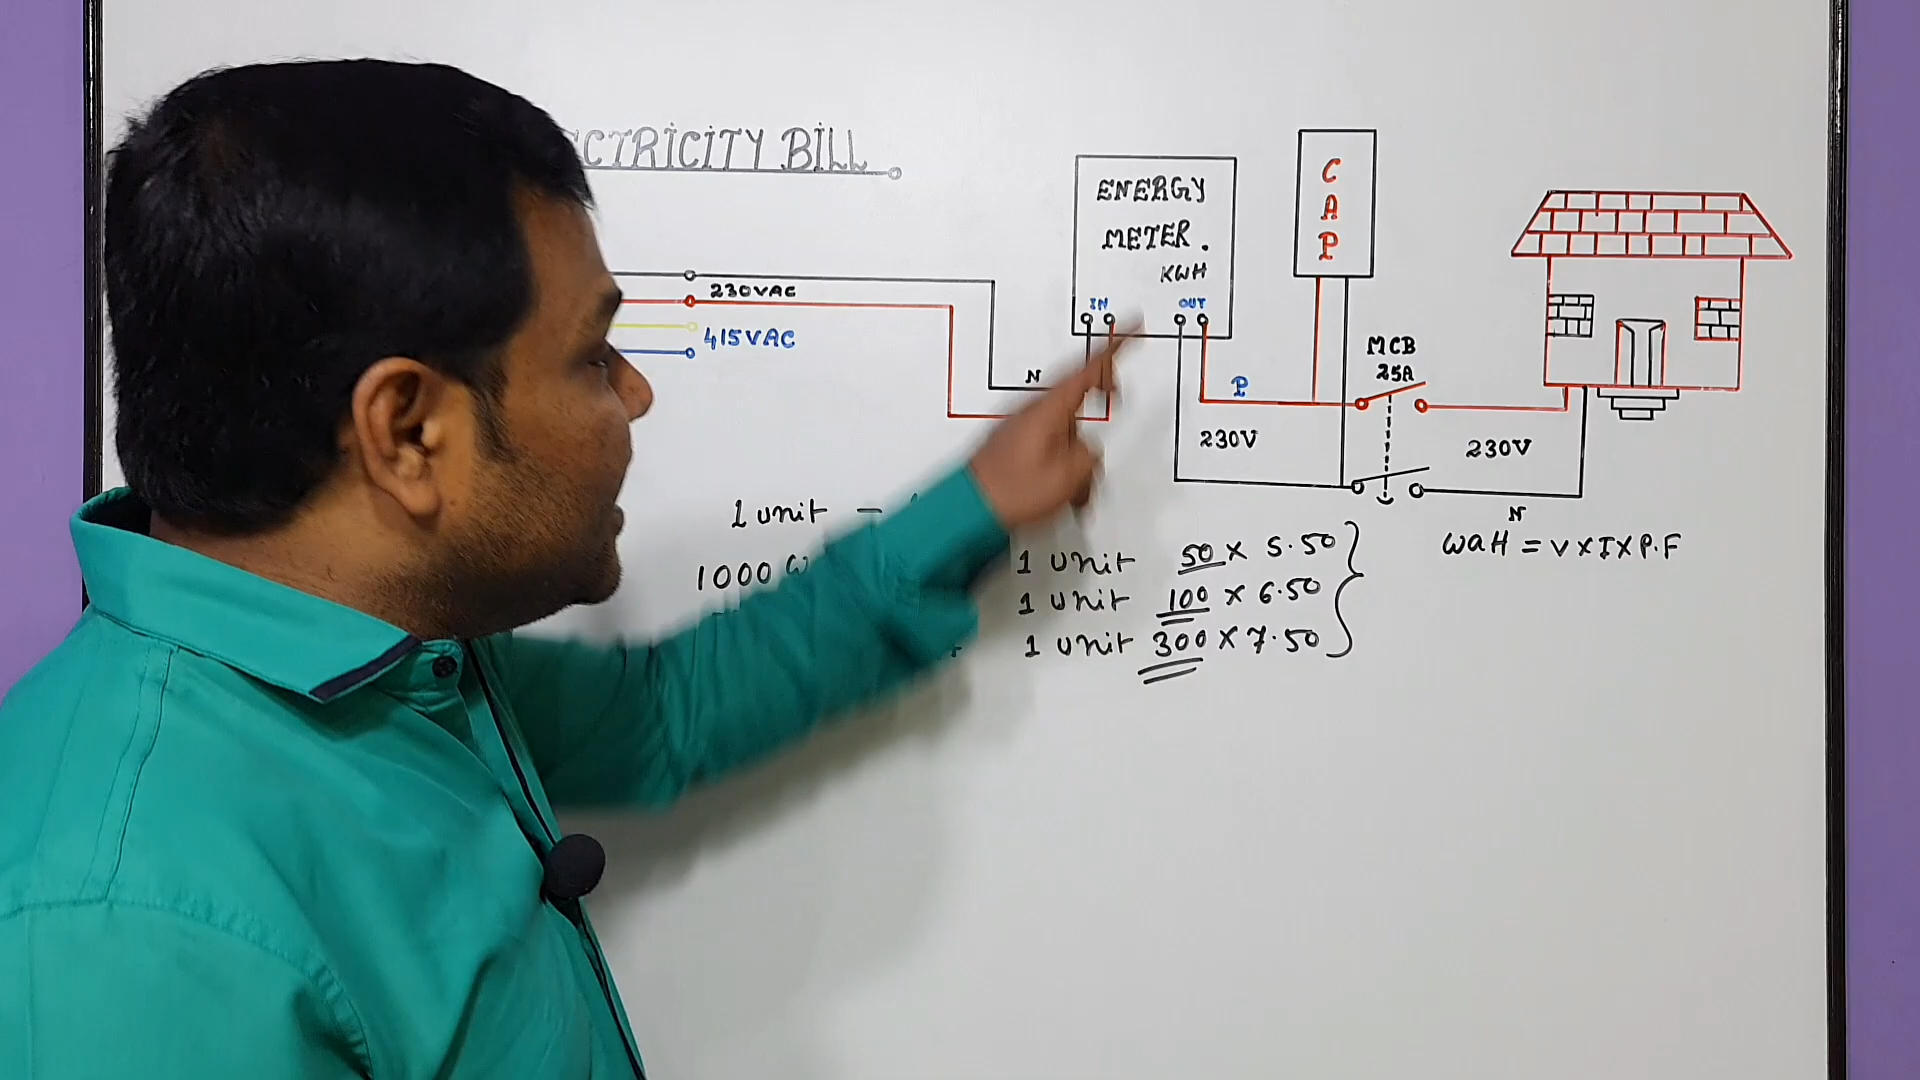 CTRICITY BILL
ENERGY
METER.
KWH
IN OUT
C
A
P
230VAC
415VAC
N
P
230V
MCB
25A
230V
N
1 unit -
1000 W
1 unit 50 X 5.50
1 unit 100 X 6.50
1 unit 300 X 7.50
WaH = V X I X P.F